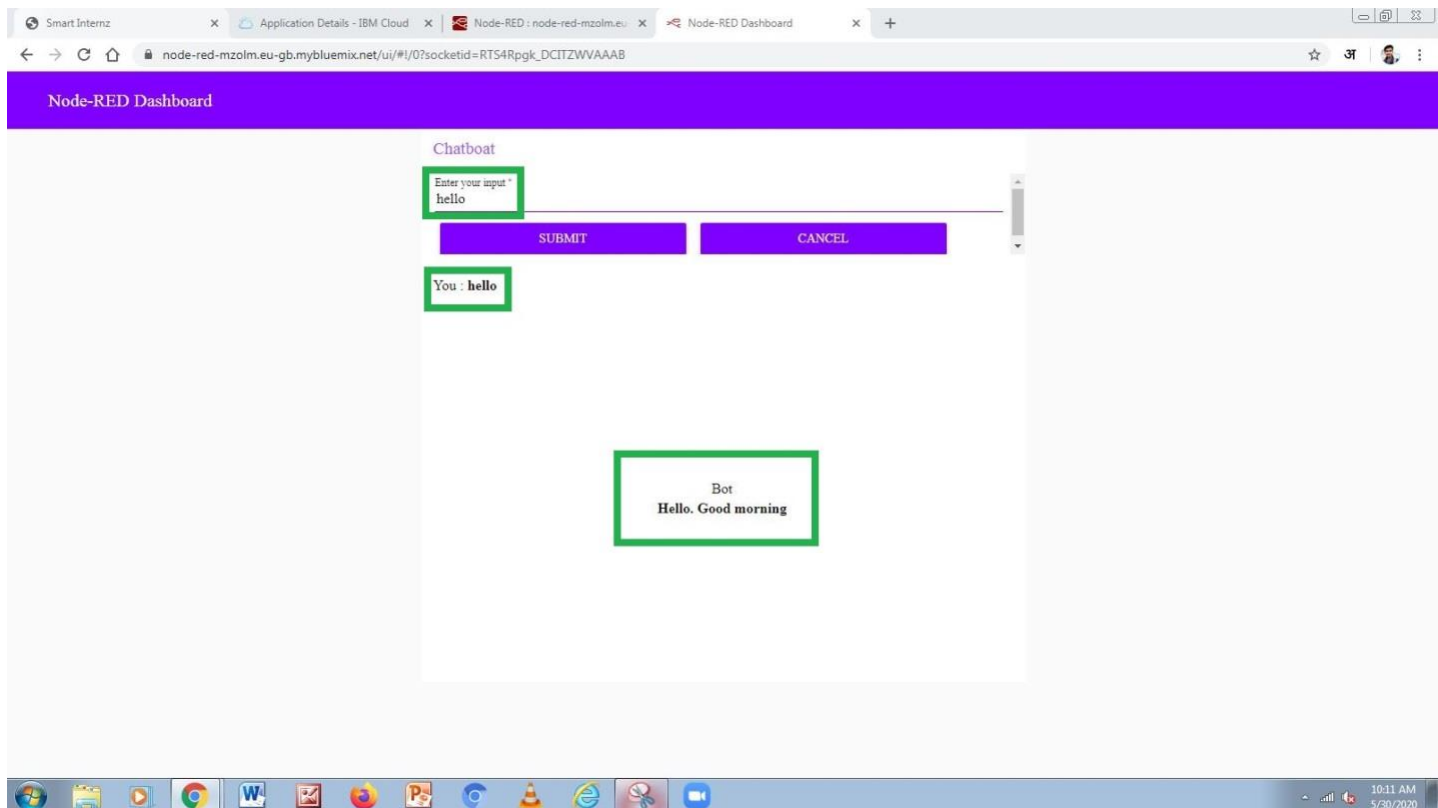 Smart Internz
Application Details - IBM Cloud
Node-RED : node-red-mzolm.eu
Node-RED Dashboard
node-red-mzolm.eu-gb.mybluemix.net/ui/#!/0?socketid=RTS4Rpgk_DCITZWVAAAB
अ
Node-RED Dashboard
Chatboat
Enter your input *
hello
SUBMIT CANCEL
You : hello
Bot
Hello. Good morning
10:11 AM
5/30/2020